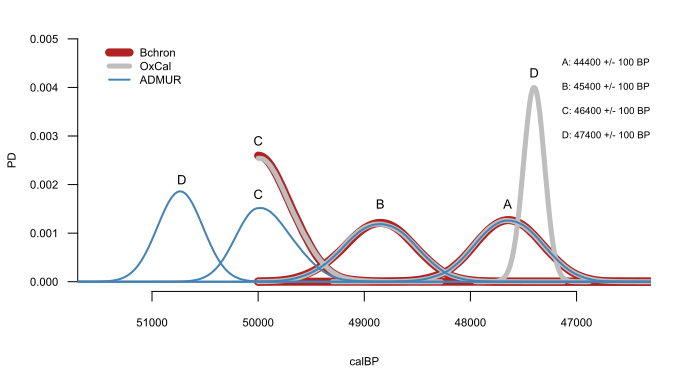 0.005
0.004
0.003
0.002
0.001
0.000
PD
Bchron
OxCal
ADMUR
A: 44400 +/- 100 BP
B: 45400 +/- 100 BP
C: 46400 +/- 100 BP
D: 47400 +/- 100 BP
D
C
D
C
B
A
51000 50000 49000 48000 47000
calBP